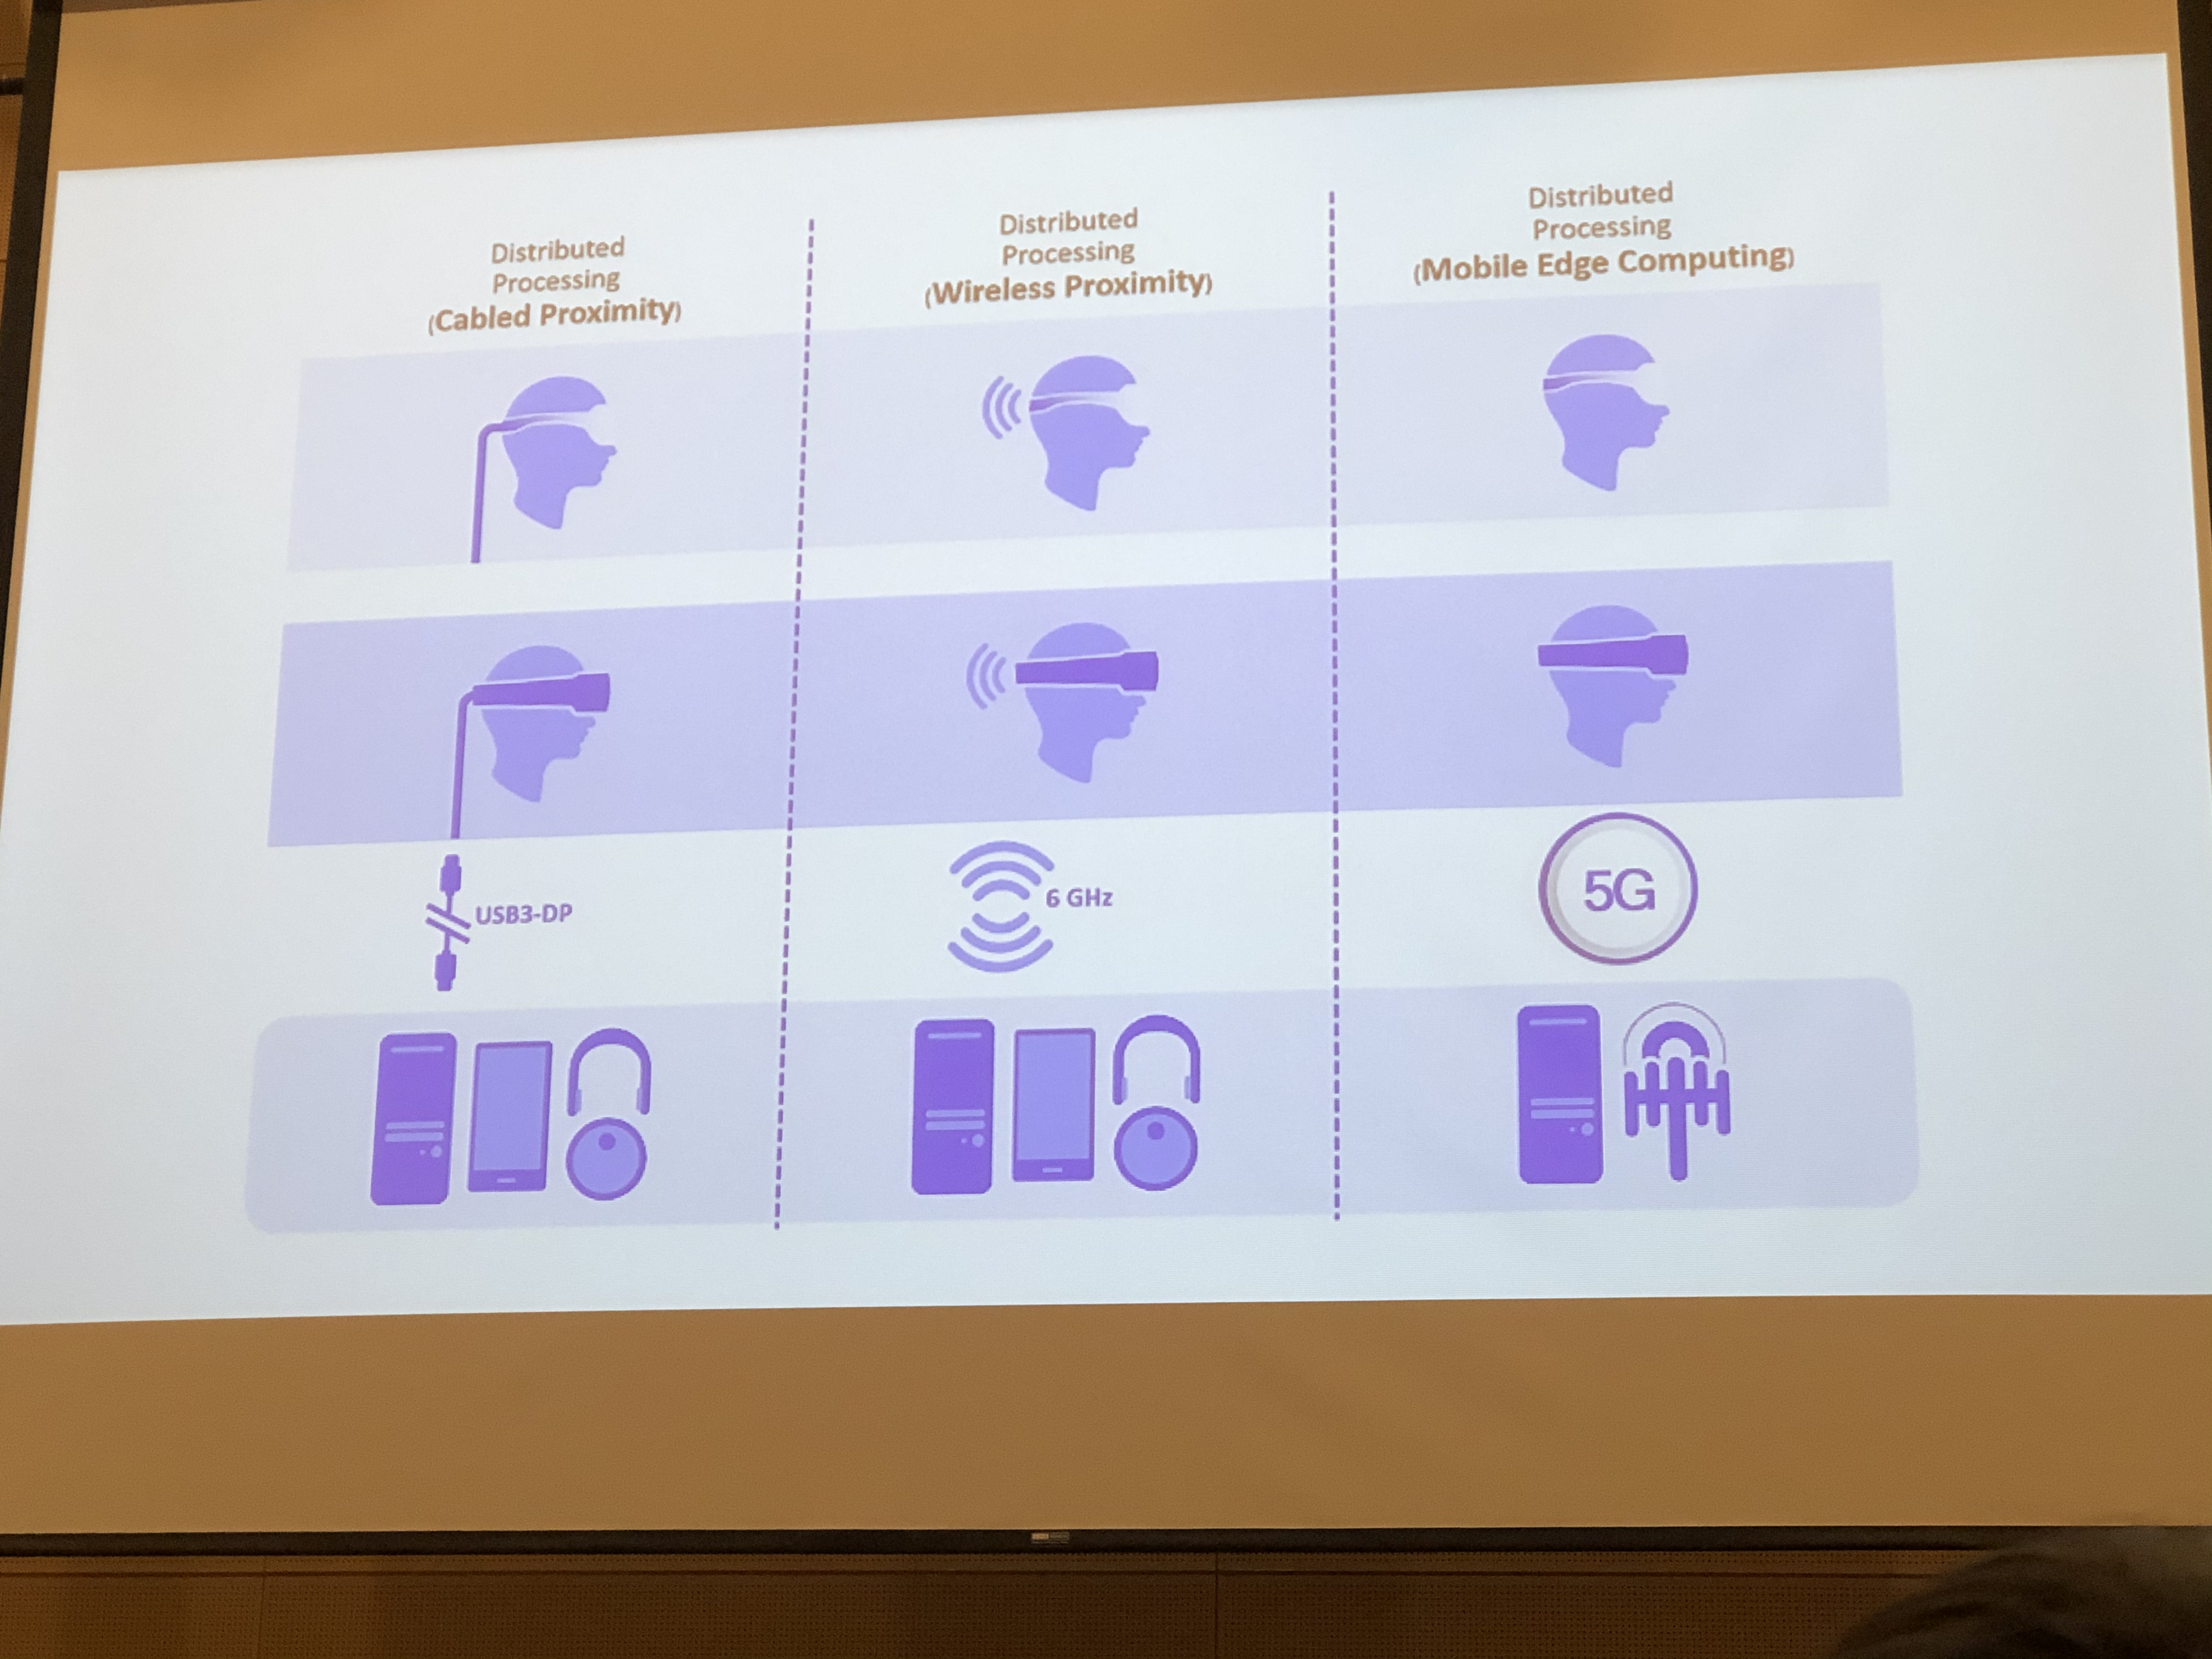 Distributed
Processing
(Cabled Proximity)
Distributed
Processing
(Wireless Proximity)
Distributed
Processing
(Mobile Edge Computing)
USB3-DP
6 GHz
5G